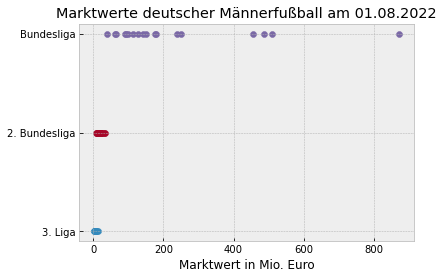 Marktwerte deutscher Männerfußball am 01.08.2022
Bundesliga
2. Bundesliga
3. Liga
0 200 400 600 800
Marktwert in Mio. Euro